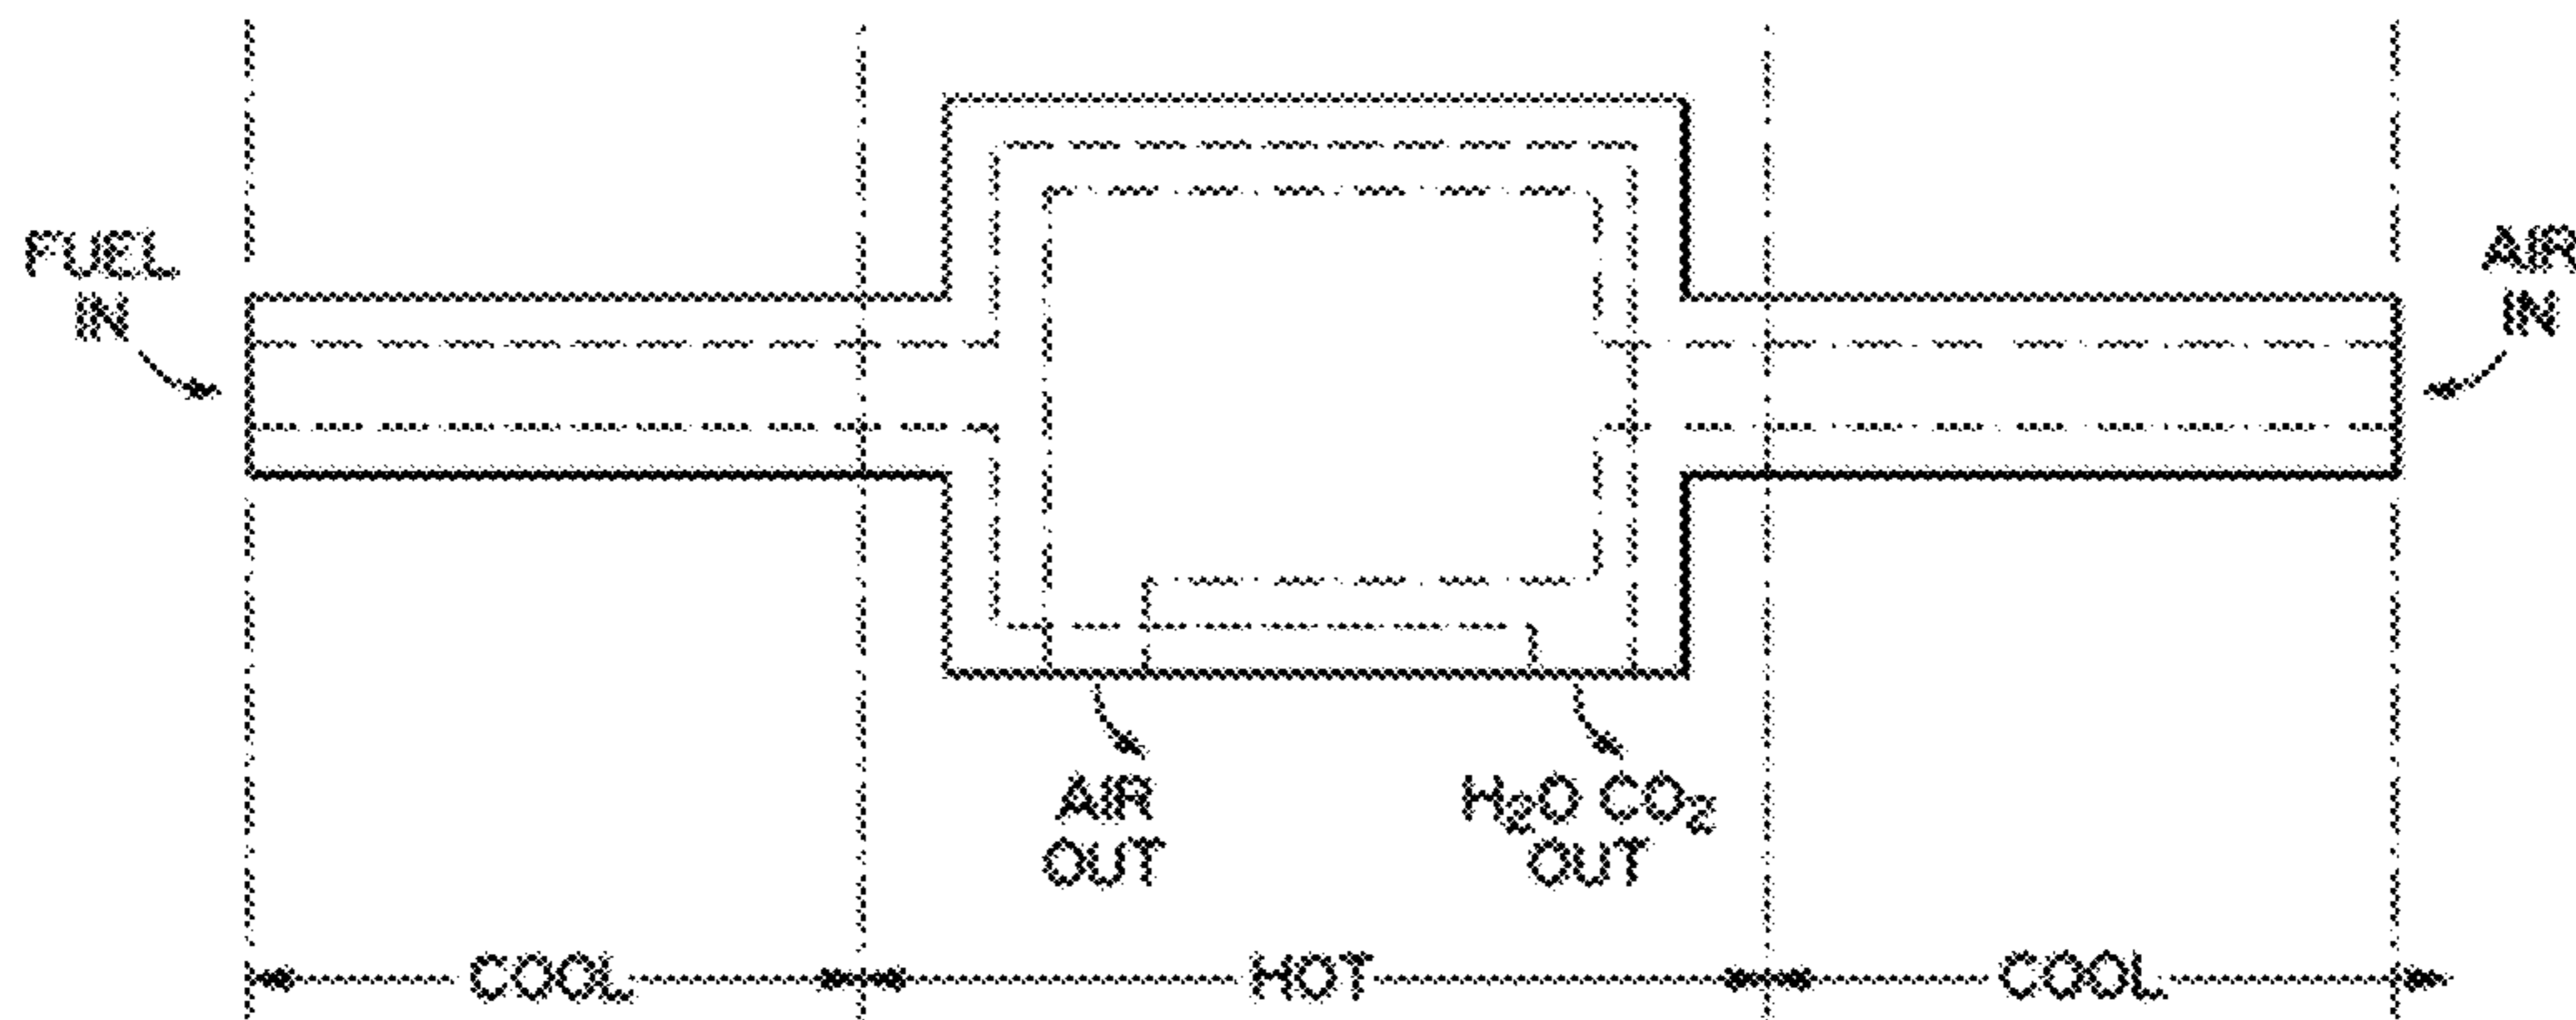 FUEL
IN
AIR
IN
AIR
OUT
H₂O CO₂
OUT
COOL
HOT
COOL